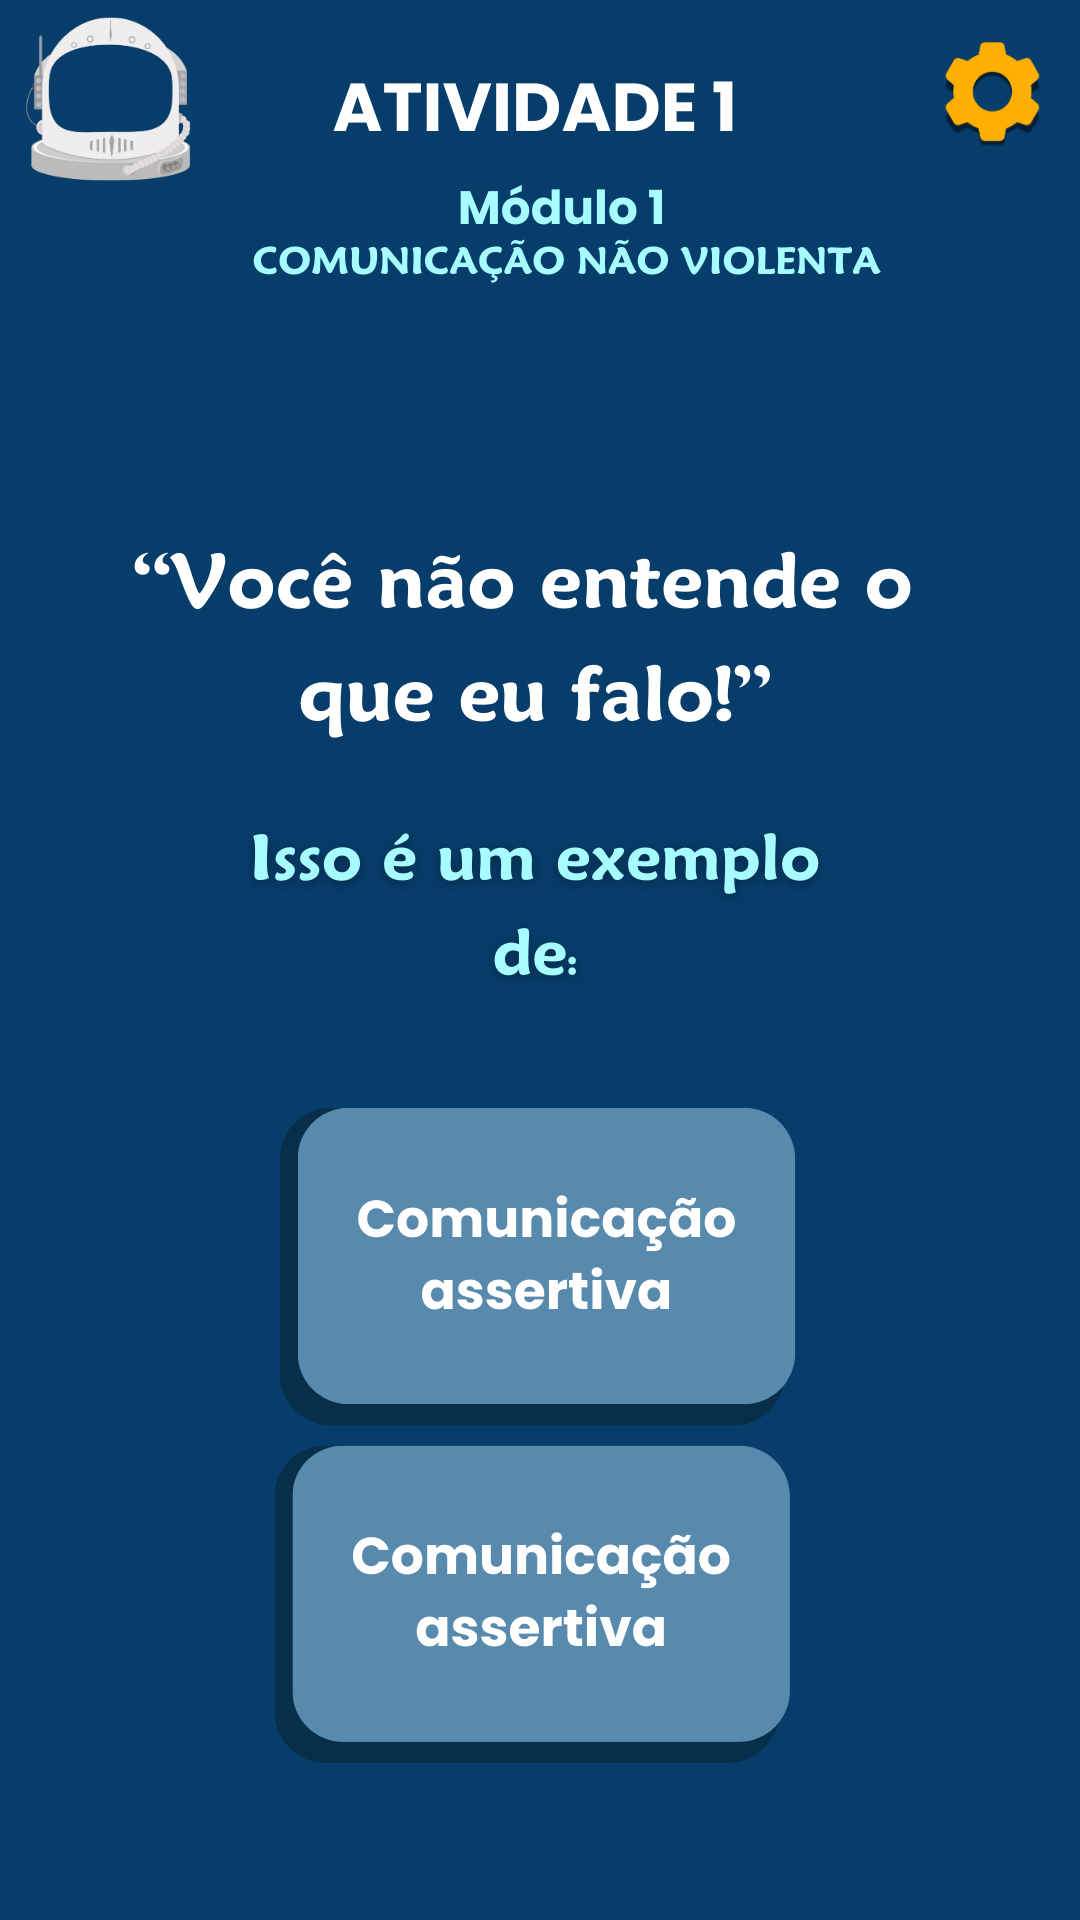 ATIVIDADE 1
Módulo 1
COMUNICAÇÃO NÃO VIOLENTA
“Você não entende o
que eu falo!”
Isso é um exemplo
de:
Comunicação
assertiva
Comunicação
assertiva